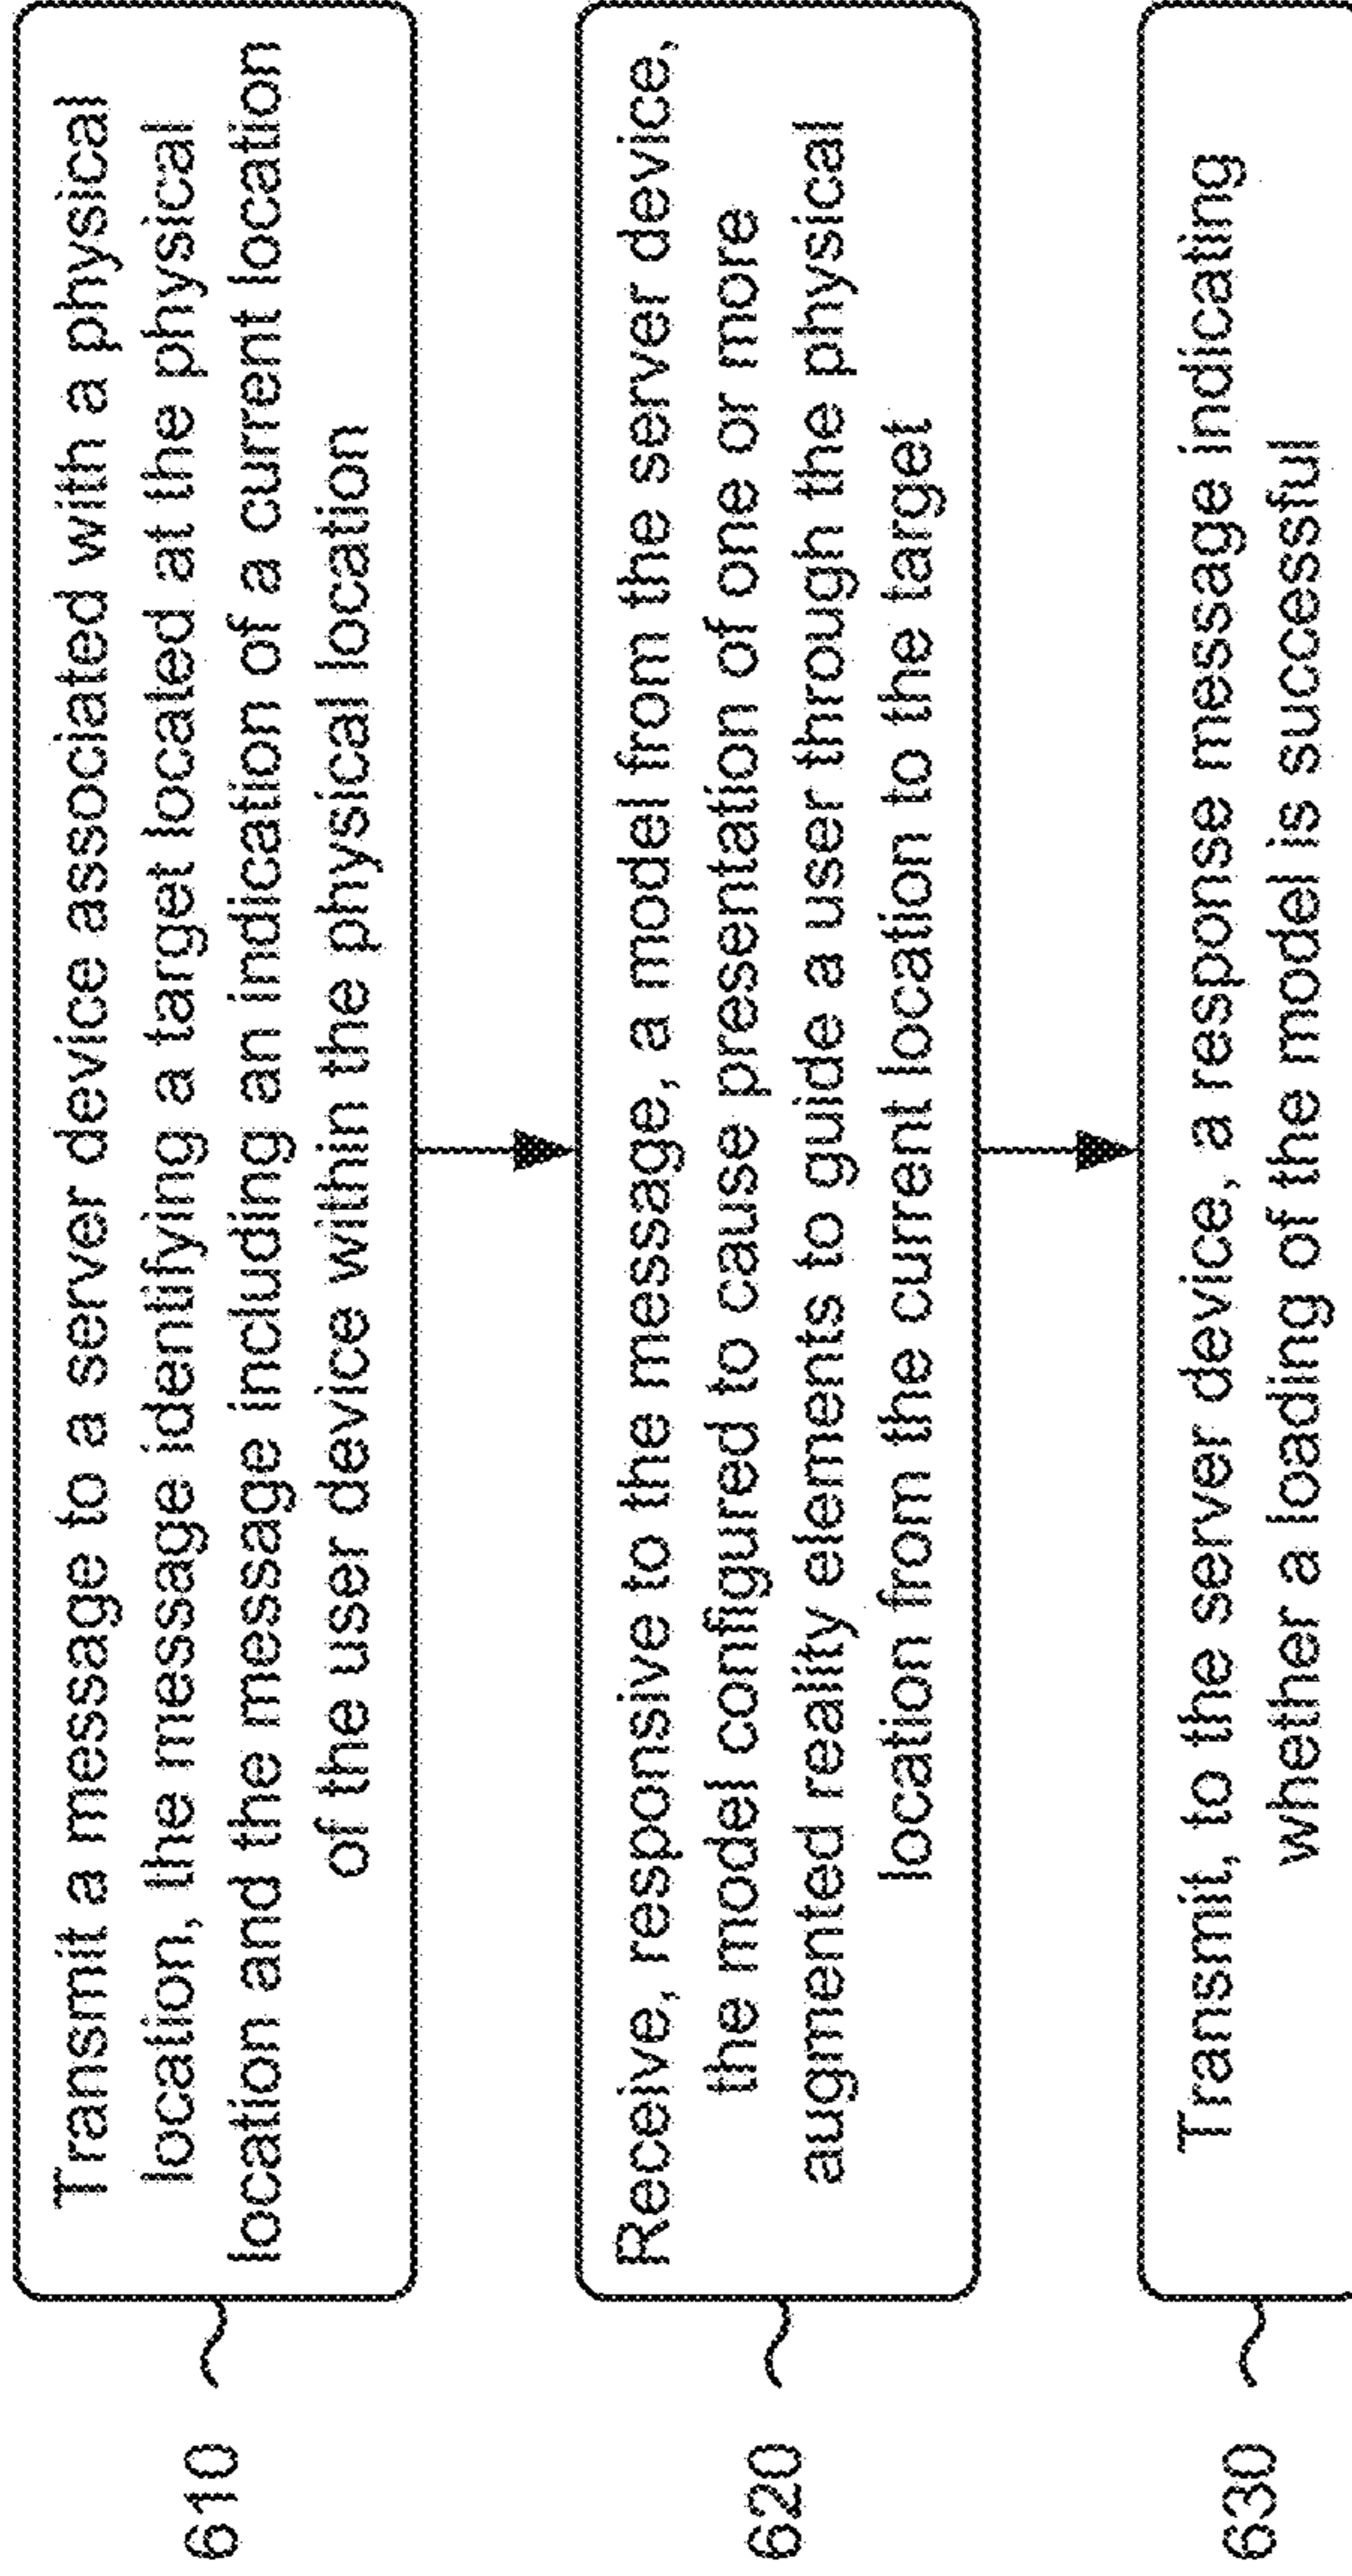 610
Transmit a message to a server device associated with a physical
location, the message identifying a target located at the physical
location and the message including an indication of a current location
of the user device within the physical location
620
Receive, responsive to the message, a model from the server device,
the model configured to cause presentation of one or more
augmented reality elements to guide a user through the physical
location from the current location to the target
630
Transmit, to the server device, a response message indicating
whether a loading of the model is successful